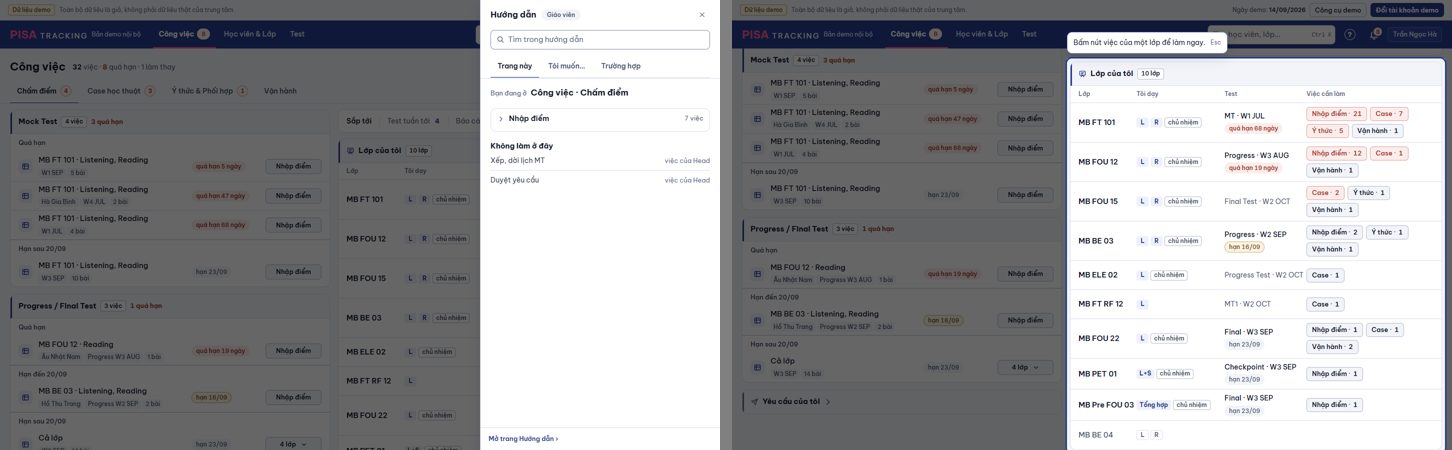 Dữ liệu demo Toàn bộ dữ liệu là giả, không phải dữ liệu thật của trung tâm.
PISA TRACKING Bản demo nội bộ Công việc 8 Học viên & Lớp Test
Công việc 32 việc · 8 quá hạn · 1 làm thay
Chấm điểm 4 Case học thuật 3 Ý thức & Phối hợp 1 Vận hành
Mock Test 4 việc 3 quá hạn
Quá hạn
MB FT 101 · Listening, Reading quá hạn 5 ngày Nhập điểm
W1 SEP 5 bài
MB FT 101 · Listening, Reading quá hạn 47 ngày Nhập điểm
Hà Gia Bình W4 JUL 2 bài
MB FT 101 · Listening, Reading quá hạn 68 ngày Nhập điểm
W1 JUL 4 bài
Hạn sau 20/09
MB FT 101 · Listening, Reading hạn 23/09 Nhập điểm
W3 SEP 10 bài
Progress / Final Test 3 việc 1 quá hạn
Quá hạn
MB FOU 12 · Reading quá hạn 19 ngày Nhập điểm
Âu Nhật Nam Progress W3 AUG 1 bài
Hạn đến 20/09
MB BE 03 · Listening, Reading hạn 16/09 Nhập điểm
Hồ Thu Trang Progress W2 SEP 2 bài
Hạn sau 20/09
Cả lớp hạn 23/09 4 lớp
W3 SEP 14 bài
Sắp tới Test tuần tới 4 Báo cá
Lớp của tôi 10 lớp
Lớp Tôi dạy
MB FT 101 L R chủ nhiệm
MB FOU 12 L R chủ nhiệm
MB FOU 15 L R chủ nhiệm
MB BE 03 L R chủ nhiệm
MB ELE 02 L chủ nhiệm
MB FT RF 12 L
MB FOU 22 L chủ nhiệm
MB PET 01 L+S chủ nhiệm
Hướng dẫn Giáo viên
Tìm trong hướng dẫn
Trang này Tôi muốn... Trường hợp
Bạn đang ở Công việc · Chấm điểm
Nhập điểm 7 việc
Không làm ở đây
Xếp, dời lịch MT việc của Head
Duyệt yêu cầu việc của Head
Mở trang Hướng dẫn ›
Dữ liệu demo Toàn bộ dữ liệu là giả, không phải dữ liệu thật của trung tâm. Ngày demo 14/09/2026 Công cụ demo Đổi tài khoản demo
PISA TRACKING Bản demo nội bộ Công việc 8 Học viên & Lớp Test học viên, lớp... Ctrl K Trần Ngọc Hà
Bấm nút việc của một lớp để làm ngay. Esc
Mock Test 4 việc 3 quá hạn
MB FT 101 · Listening, Reading quá hạn 5 ngày Nhập điểm
W1 SEP 5 bài
MB FT 101 · Listening, Reading quá hạn 47 ngày Nhập điểm
Hà Gia Bình W4 JUL 2 bài
MB FT 101 · Listening, Reading quá hạn 68 ngày Nhập điểm
W1 JUL 4 bài
Hạn sau 20/09
MB FT 101 · Listening, Reading hạn 23/09 Nhập điểm
W3 SEP 10 bài
Progress / Final Test 3 việc 1 quá hạn
Quá hạn
MB FOU 12 · Reading quá hạn 19 ngày Nhập điểm
Âu Nhật Nam Progress W3 AUG 1 bài
Hạn đến 20/09
MB BE 03 · Listening, Reading hạn 16/09 Nhập điểm
Hồ Thu Trang Progress W2 SEP 2 bài
Hạn sau 20/09
Cả lớp hạn 23/09 4 lớp
W3 SEP 14 bài
Yêu cầu của tôi
Lớp của tôi 10 lớp
Lớp Tôi dạy Test Việc cần làm
MB FT 101 L R chủ nhiệm MT · W1 JUL quá hạn 68 ngày Nhập điểm · 21 Case · 7
Ý thức · 5 Vận hành · 1
MB FOU 12 L R chủ nhiệm Progress · W3 AUG quá hạn 19 ngày Nhập điểm · 12 Case · 1
Vận hành · 1
MB FOU 15 L R chủ nhiệm Final Test · W2 OCT Case · 2 Ý thức · 1
Vận hành · 1
MB BE 03 L R chủ nhiệm Progress · W2 SEP hạn 16/09 Nhập điểm · 2 Ý thức · 1
Vận hành · 1
MB ELE 02 L chủ nhiệm Progress Test · W2 OCT Case · 1
MB FT RF 12 L MT1 · W2 OCT Case · 1
MB FOU 22 L chủ nhiệm Final · W3 SEP hạn 23/09 Nhập điểm · 1 Case · 1
Vận hành · 2
MB PET 01 L+S chủ nhiệm Checkpoint · W3 SEP hạn 23/09 Nhập điểm · 1
MB Pre FOU 03 Tổng hợp chủ nhiệm Final · W3 SEP hạn 23/09 Nhập điểm · 1
MB BE 04 L R